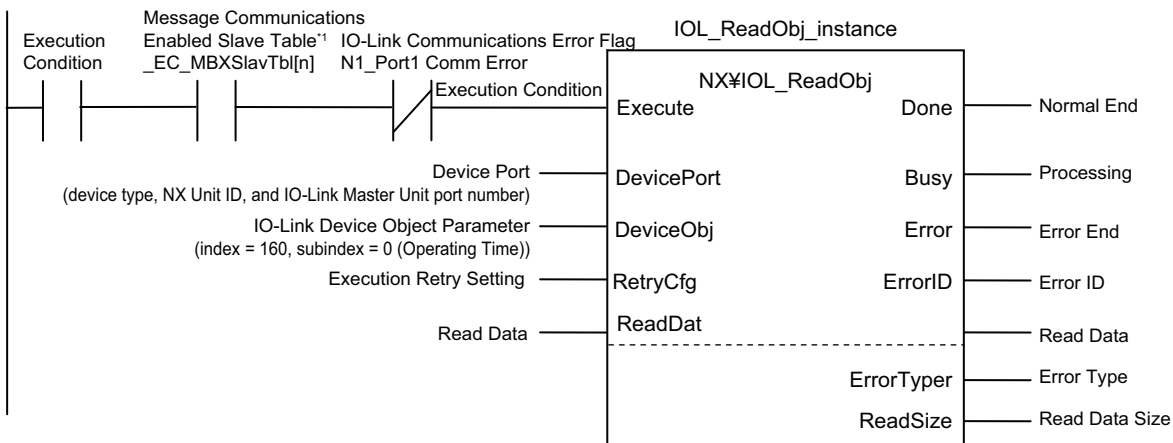 Message Communications
Execution Enabled Slave Table*1 IO-Link Communications Error Flag
Condition _EC_MBXSlavTbl[n] N1_Port1 Comm Error
Execution Condition
IOL_ReadObj_instance
NX¥IOL_ReadObj
Execute Done Normal End
Device Port DevicePort Busy Processing
(device type, NX Unit ID, and IO-Link Master Unit port number)
IO-Link Device Object Parameter DeviceObj Error Error End
(index = 160, subindex = 0 (Operating Time))
Execution Retry Setting RetryCfg ErrorID Error ID
Read Data ReadDat Read Data
ErrorTyper Error Type
ReadSize Read Data Size